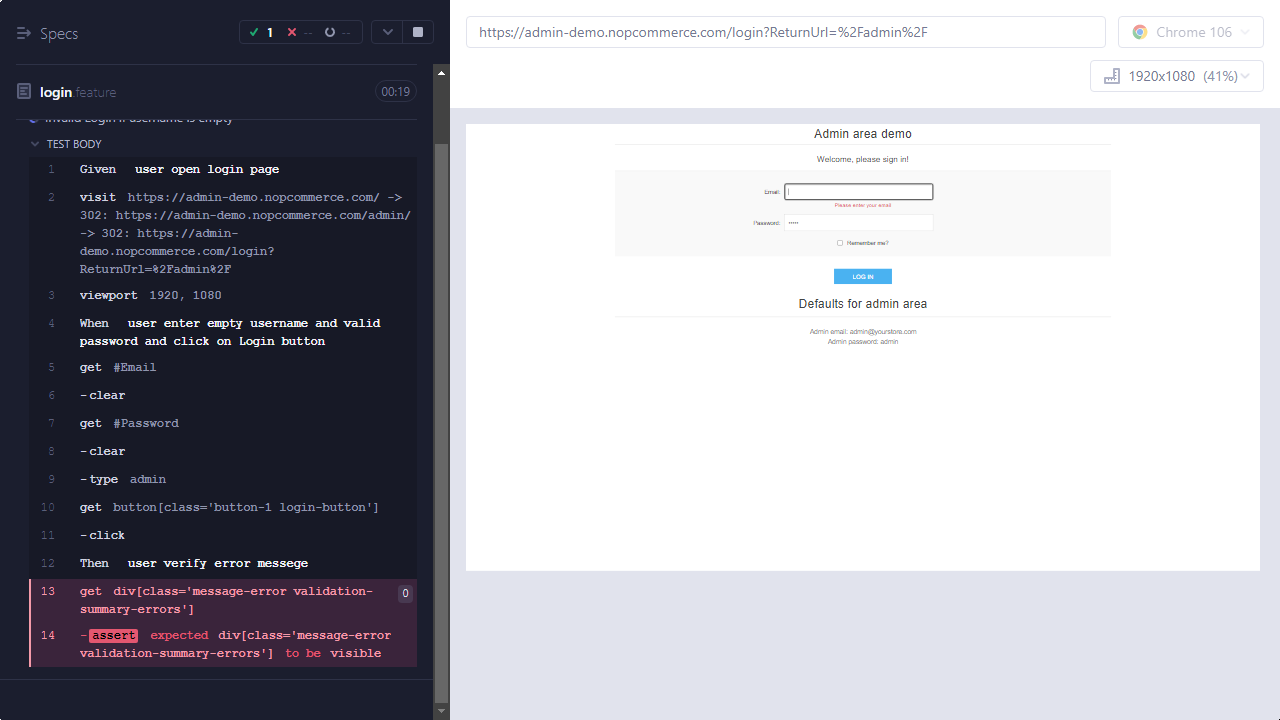 Specs
1
--
--
login.feature
00:19
Invalid Login if username is empty
TEST BODY
1 Given user open login page
2 visit https://admin-demo.nopcommerce.com/ ->
302: https://admin-demo.nopcommerce.com/admin/
-> 302: https://admin-
demo.nopcommerce.com/login?
ReturnUrl=%2Fadmin%2F
3 viewport 1920, 1080
4 When user enter empty username and valid
password and click on Login button
5 get #Email
6 -clear
7 get #Password
8 -clear
9 -type admin
10 get button[class='button-1 login-button']
11 -click
12 Then user verify error messege
13 get div[class='message-error validation-
summary-errors'] 0
14 -assert expected div[class='message-error
validation-summary-errors'] to be visible
https://admin-demo.nopcommerce.com/login?ReturnUrl=%2Fadmin%2F
Chrome 106
1920x1080 (41%)
Admin area demo
Welcome, please sign in!
Email:
Please enter your email
Password: •••••
Remember me?
LOG IN
Defaults for admin area
Admin email: admin@yourstore.com
Admin password: admin